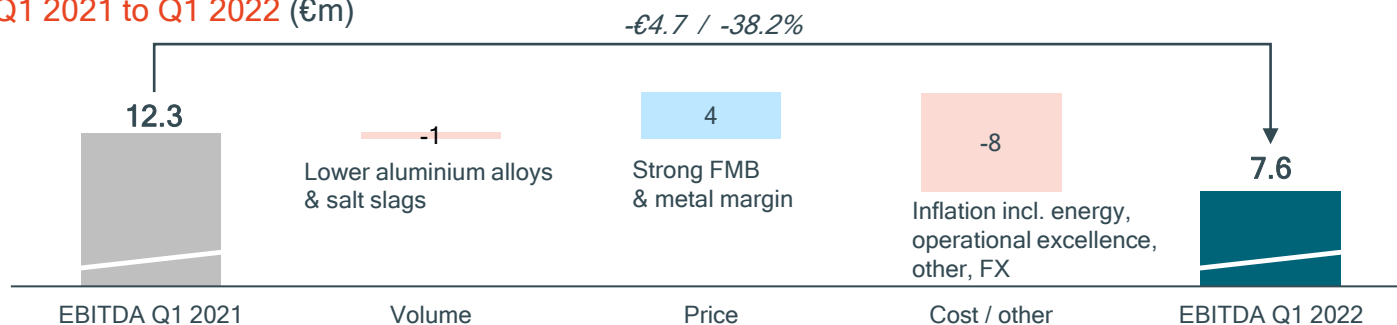 Q1 2021 to Q1 2022 (€m)
-€4.7 / -38.2%
12.3
-1
Lower aluminium alloys
& salt slags
4
Strong FMB
& metal margin
-8
Inflation incl. energy,
operational excellence,
other, FX
7.6
EBITDA Q1 2021
Volume
Price
Cost / other
EBITDA Q1 2022